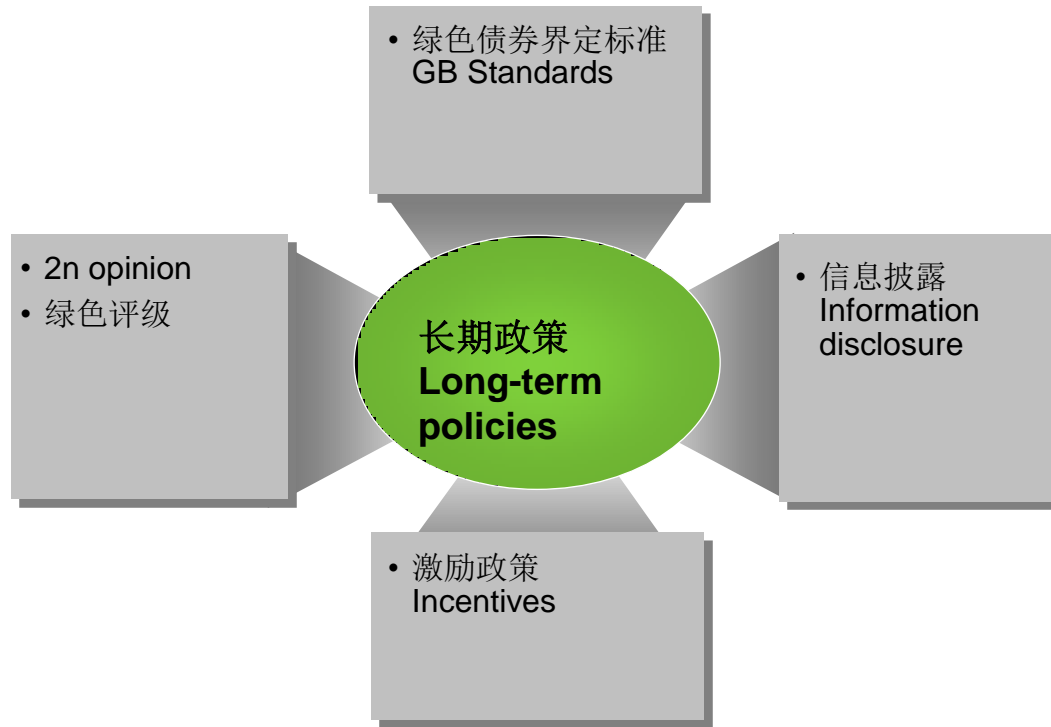 • 绿色债券界定标准
GB Standards
• 2n opinion
• 绿色评级
长期政策
Long-term
policies
• 信息披露
Information
disclosure
• 激励政策
Incentives